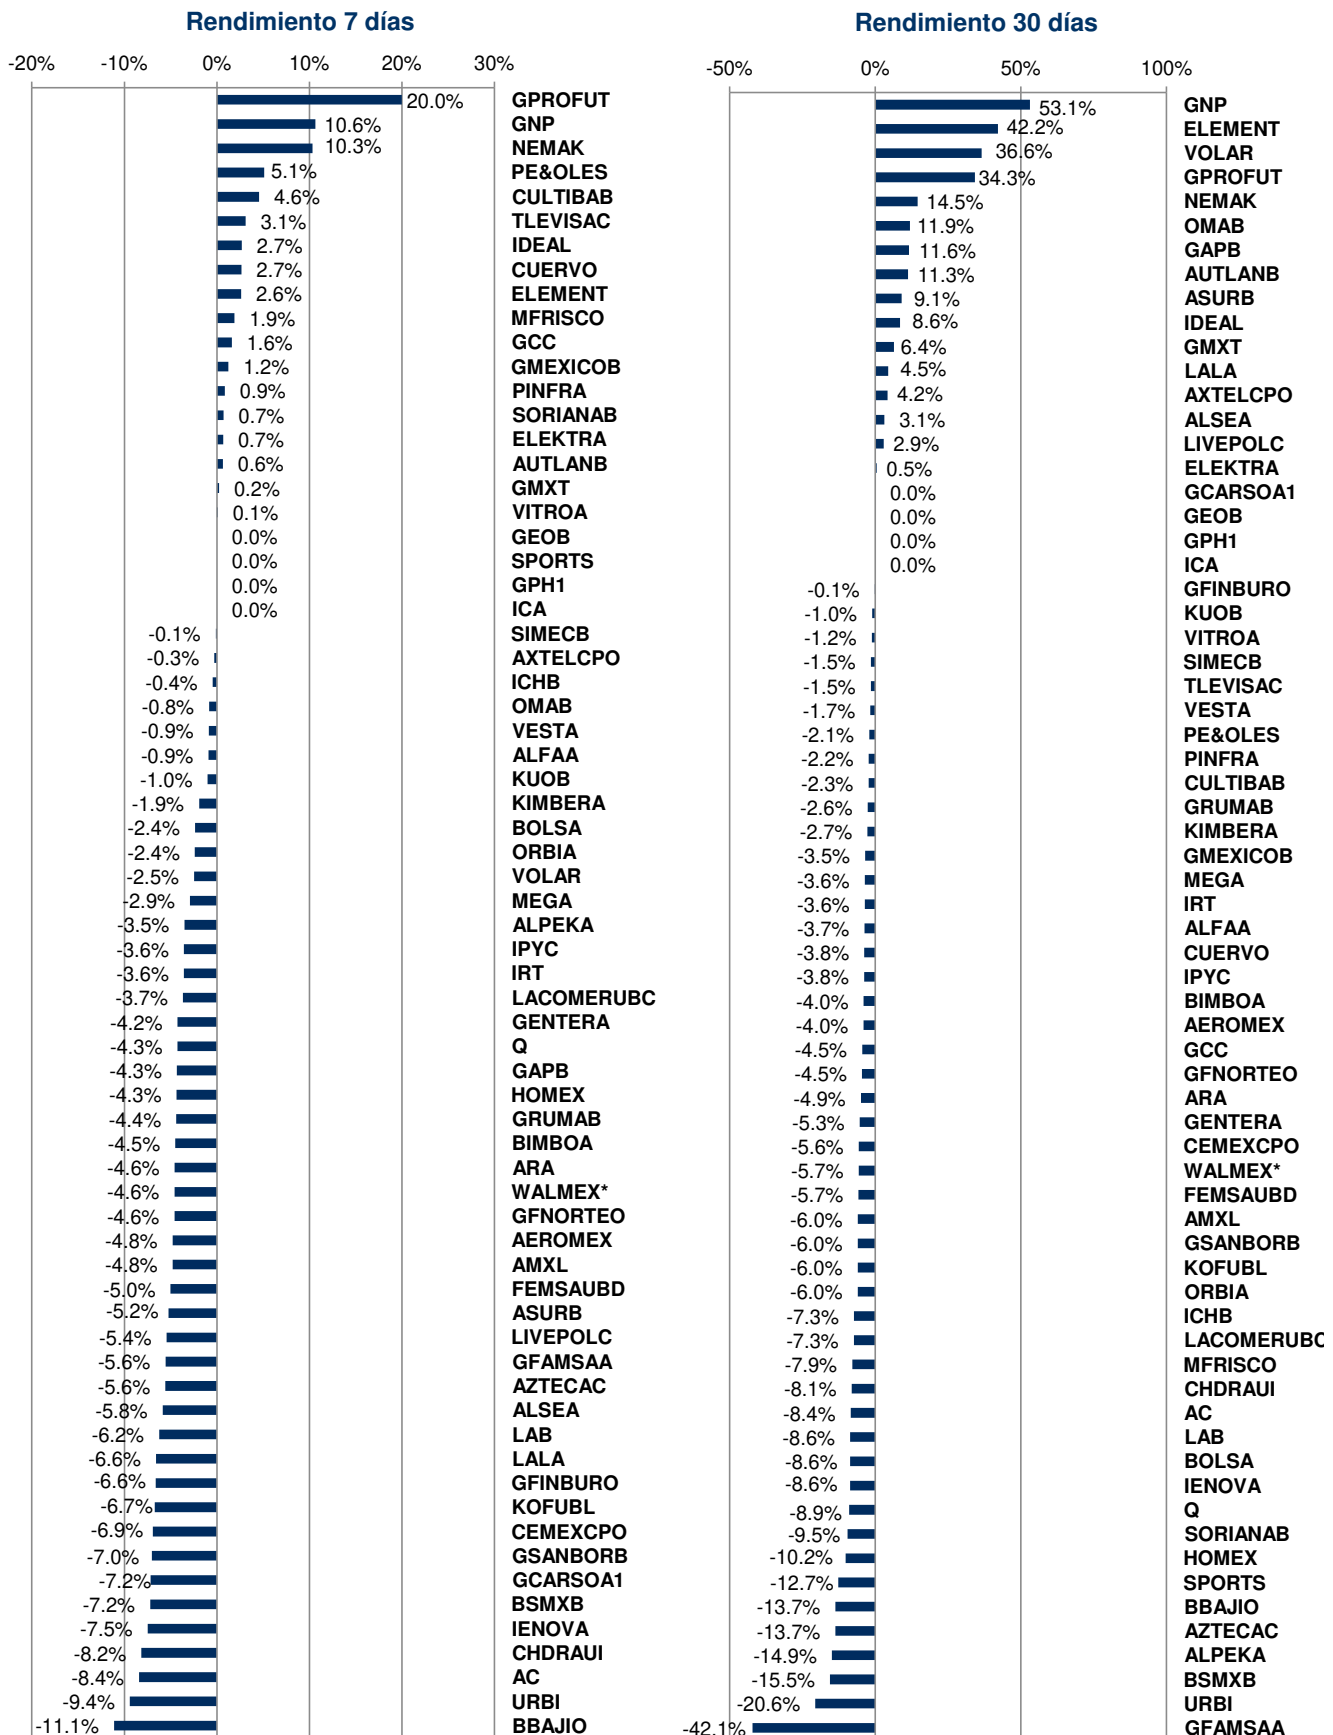 Rendimiento 7 días
-20% -10% 0% 10% 20% 30%
20.0% GPROFUT
10.6% GNP
10.3% NEMAK
5.1% PE&OLES
4.6% CULTIBAB
3.1% TLEVISAC
2.7% IDEAL
2.7% CUERVO
2.6% ELEMENT
1.9% MFRISCO
1.6% GCC
1.2% GMEXICOB
0.9% PINFRA
0.7% SORIANAB
0.7% ELEKTRA
0.6% AUTLANB
0.2% GMXT
0.1% VITROA
0.0% GEOB
0.0% SPORTS
0.0% GPH1
0.0% ICA
-0.1% SIMECB
-0.3% AXTELCPO
-0.4% ICHB
-0.8% OMAB
-0.9% VESTA
-0.9% ALFAA
-1.0% KUOB
-1.9% KIMBERA
-2.4% BOLSA
-2.4% ORBIA
-2.5% VOLAR
-2.9% MEGA
-3.5% ALPEKA
-3.6% IPYC
-3.6% IRT
-3.7% LACOMERUBC
-4.2% GENTERA
-4.3% Q
-4.3% GAPB
-4.3% HOMEX
-4.4% GRUMAB
-4.5% BIMBOA
-4.6% ARA
-4.6% WALMEX*
-4.6% GFNORTEO
-4.8% AEROMEX
-4.8% AMXL
-5.0% FEMSAUBD
-5.2% ASURB
-5.4% LIVEPOLC
-5.6% GFAMSAA
-5.6% AZTECAC
-5.8% ALSEA
-6.2% LAB
-6.6% LALA
-6.6% GFINBURO
-6.7% KOFUBL
-6.9% CEMEXCPO
-7.0% GSANBORB
-7.2% GCARSOA1
-7.2% BSMXB
-7.5% IENOVA
-8.2% CHDRAUI
-8.4% AC
-9.4% URBI
-11.1% BBAJIO
Rendimiento 30 días
-50% 0% 50% 100%
53.1% GNP
42.2% ELEMENT
36.6% VOLAR
34.3% GPROFUT
14.5% NEMAK
11.9% OMAB
11.6% GAPB
11.3% AUTLANB
9.1% ASURB
8.6% IDEAL
6.4% GMXT
4.5% LALA
4.2% AXTELCPO
3.1% ALSEA
2.9% LIVEPOLC
0.5% ELEKTRA
0.0% GCARSOA1
0.0% GEOB
0.0% GPH1
0.0% ICA
-0.1% GFINBURO
-1.0% KUOB
-1.2% VITROA
-1.5% SIMECB
-1.5% TLEVISAC
-1.7% VESTA
-2.1% PE&OLES
-2.2% PINFRA
-2.3% CULTIBAB
-2.6% GRUMAB
-2.7% KIMBERA
-3.5% GMEXICOB
-3.6% MEGA
-3.6% IRT
-3.7% ALFAA
-3.8% CUERVO
-3.8% IPYC
-4.0% BIMBOA
-4.0% AEROMEX
-4.5% GCC
-4.5% GFNORTEO
-4.9% ARA
-5.3% GENTERA
-5.6% CEMEXCPO
-5.7% WALMEX*
-5.7% FEMSAUBD
-6.0% AMXL
-6.0% GSANBORB
-6.0% KOFUBL
-6.0% ORBIA
-7.3% ICHB
-7.3% LACOMERUBC
-7.9% MFRISCO
-8.1% CHDRAUI
-8.4% AC
-8.6% LAB
-8.6% BOLSA
-8.6% IENOVA
-8.9% Q
-9.5% SORIANAB
-10.2% HOMEX
-12.7% SPORTS
-13.7% BBAJIO
-13.7% AZTECAC
-14.9% ALPEKA
-15.5% BSMXB
-20.6% URBI
-42.1% GFAMSAA